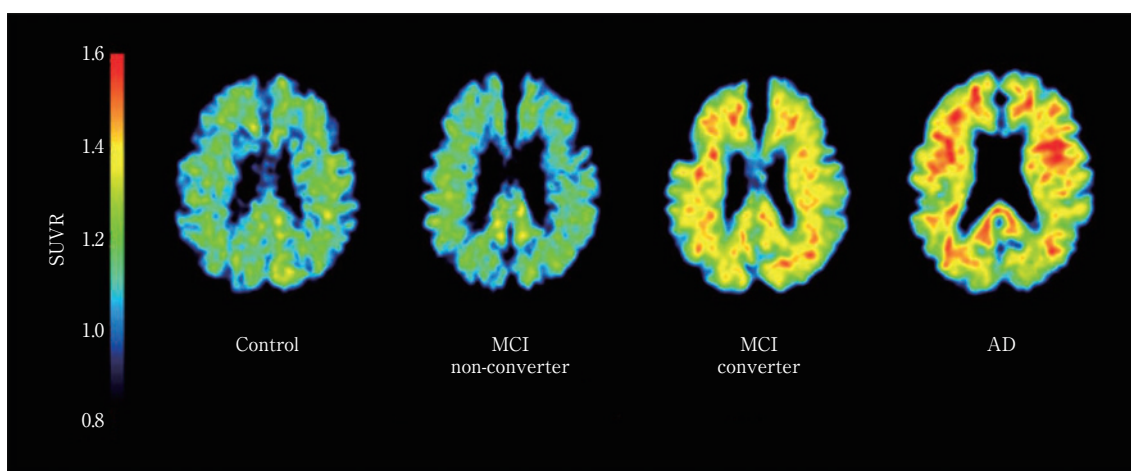 1.6
1.4
1.2
1.0
0.8
SUVR
Control
MCI
non-converter
MCI
converter
AD